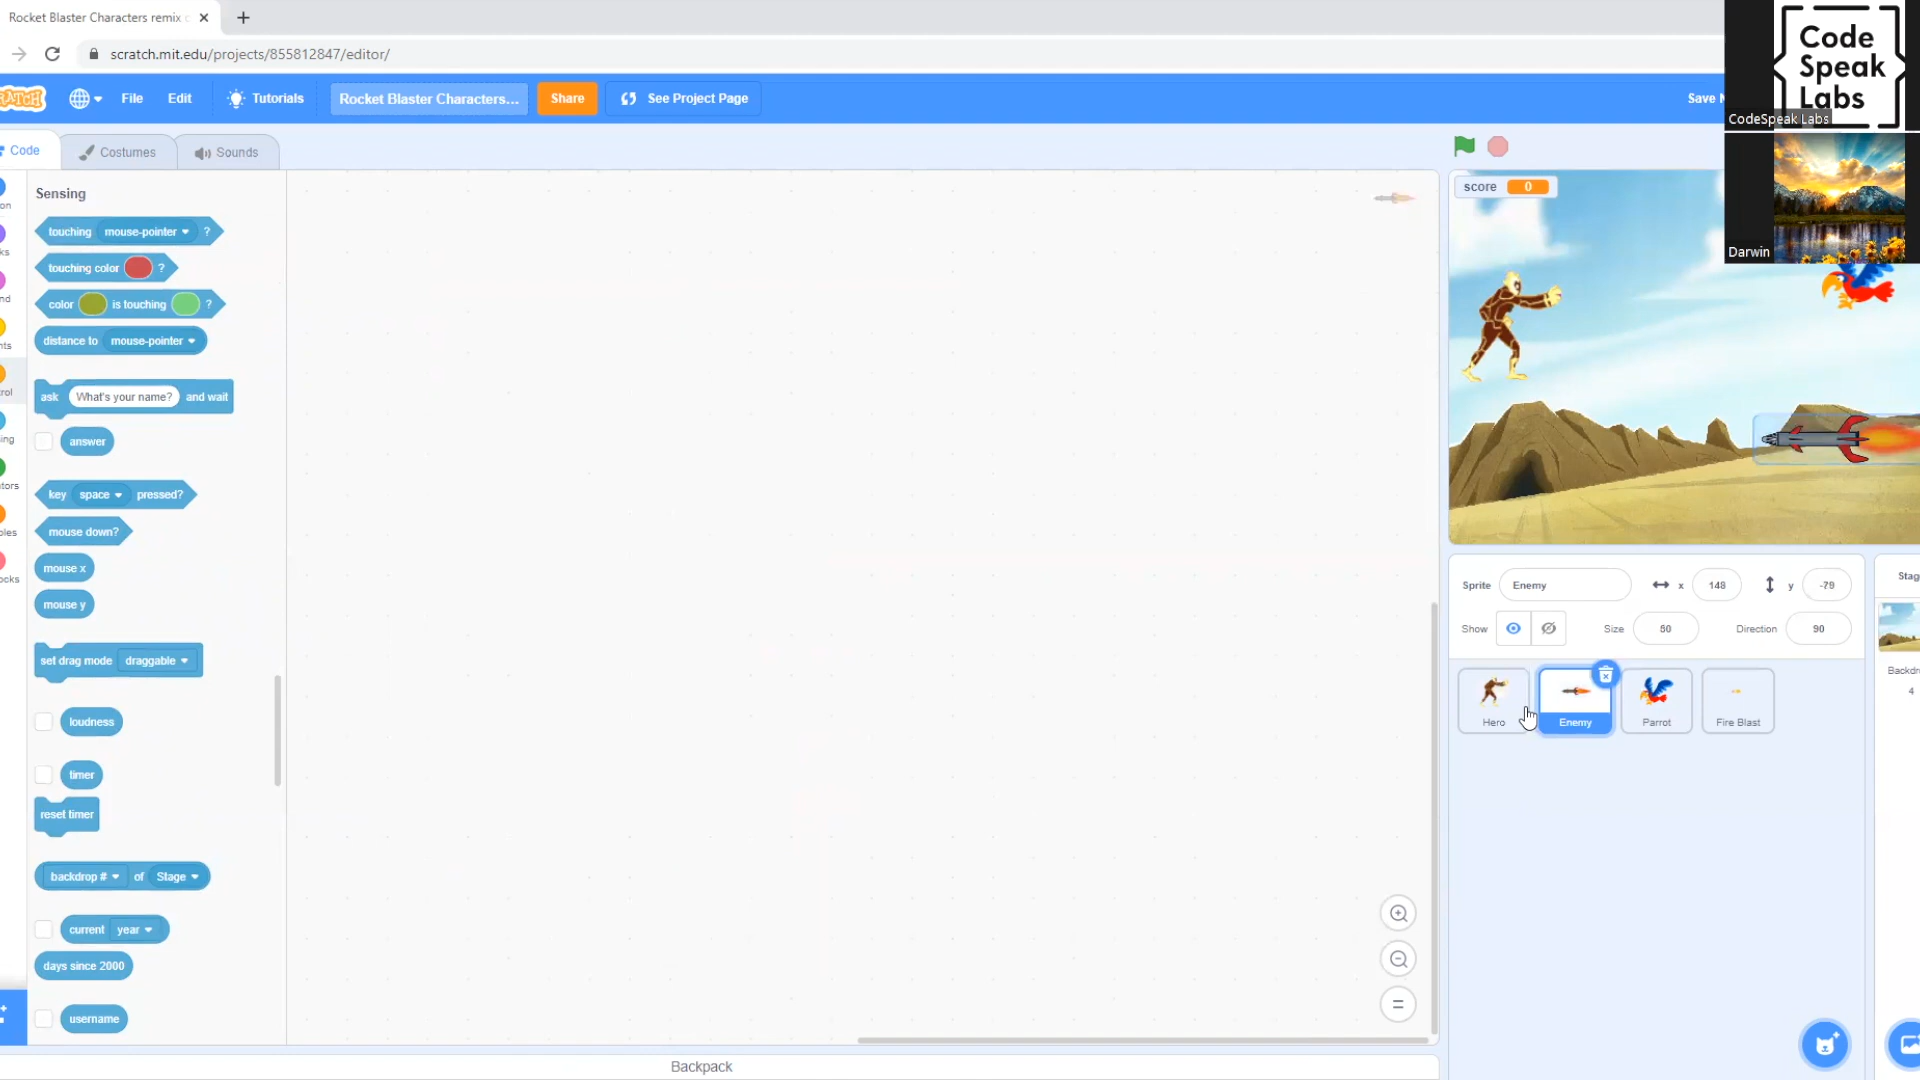 Rocket Blaster Characters remix
scratch.mit.edu/projects/855812847/editor/
File
Edit
Tutorials
Rocket Blaster Characters...
Share
See Project Page
Save N
Code
Speak
Labs
CodeSpeak Labs
Darwin
Code
Costumes
Sounds
Sensing
touching mouse-pointer ?
touching color ?
color is touching ?
distance to mouse-pointer
ask What's your name? and wait
answer
key space pressed?
mouse down?
mouse x
mouse y
set drag mode draggable
loudness
timer
reset timer
backdrop # of Stage
current year
days since 2000
username
score 0
Sprite Enemy x 148 y -79
Show Size 50 Direction 90
Hero
Enemy
Parrot
Fire Blast
Stag
Backdro
4
Backpack